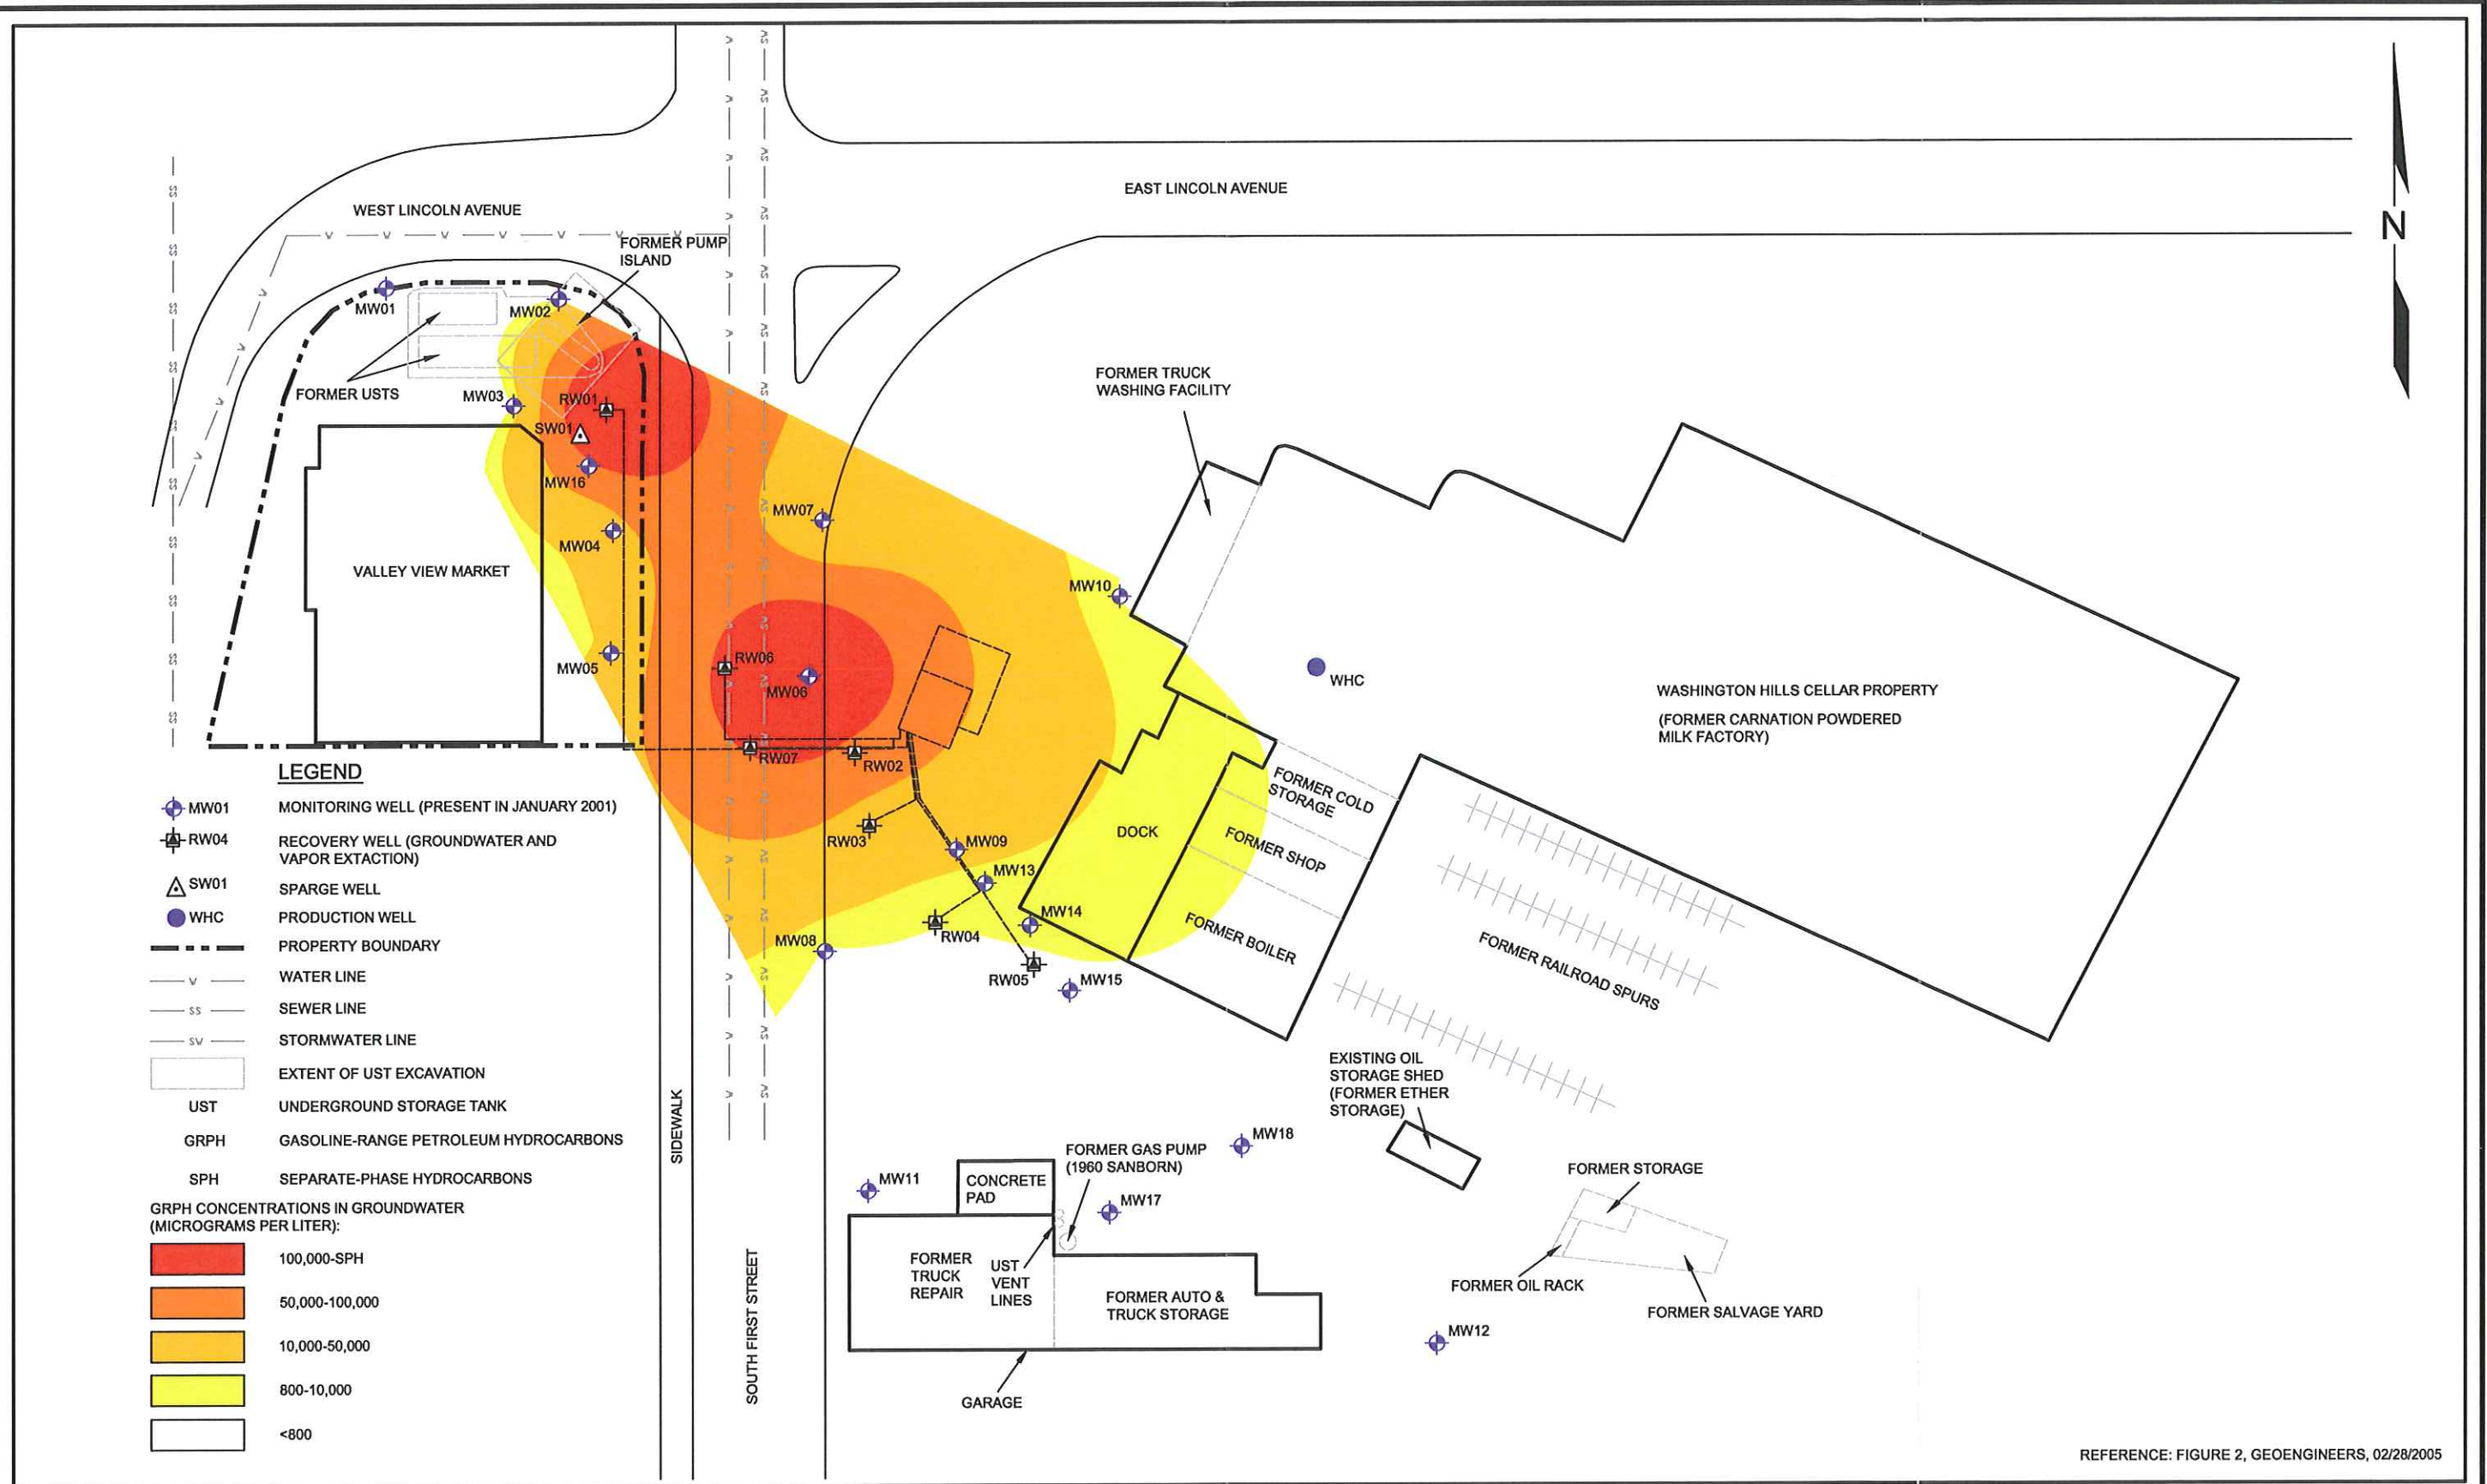 WEST LINCOLN AVENUE
EAST LINCOLN AVENUE
FORMER PUMP
ISLAND
N
MW01
MW02
FORMER USTS
MW03
RW01
SW01
MW16
MW04
MW05
MW07
VALLEY VIEW MARKET
FORMER TRUCK
WASHING FACILITY
MW10
RW06
MW06
RW07
RW02
WHC
WASHINGTON HILLS CELLAR PROPERTY
(FORMER CARNATION POWDERED
MILK FACTORY)
RW03
MW09
MW13
RW04
MW14
MW08
RW05
MW15
DOCK
FORMER COLD
STORAGE
FORMER SHOP
FORMER BOILER
FORMER RAILROAD SPURS
EXISTING OIL
STORAGE SHED
(FORMER ETHER
STORAGE)
MW18
FORMER GAS PUMP
(1960 SANBORN)
MW11
CONCRETE
PAD
MW17
FORMER
TRUCK
REPAIR
UST
VENT
LINES
FORMER AUTO &
TRUCK STORAGE
GARAGE
FORMER STORAGE
FORMER OIL RACK
FORMER SALVAGE YARD
MW12
SIDEWALK
SOUTH FIRST STREET
LEGEND
MW01 MONITORING WELL (PRESENT IN JANUARY 2001)
RW04 RECOVERY WELL (GROUNDWATER AND
VAPOR EXTACTION)
SW01 SPARGE WELL
WHC PRODUCTION WELL
PROPERTY BOUNDARY
V WATER LINE
SS SEWER LINE
SV STORMWATER LINE
EXTENT OF UST EXCAVATION
UST UNDERGROUND STORAGE TANK
GRPH GASOLINE-RANGE PETROLEUM HYDROCARBONS
SPH SEPARATE-PHASE HYDROCARBONS
GRPH CONCENTRATIONS IN GROUNDWATER
(MICROGRAMS PER LITER):
100,000-SPH
50,000-100,000
10,000-50,000
800-10,000
<800
REFERENCE: FIGURE 2, GEOENGINEERS, 02/28/2005